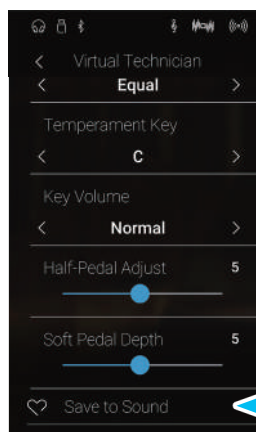 Virtual Technician
Equal
Temperament Key
C
Key Volume
Normal
Half-Pedal Adjust 5
Soft Pedal Depth 5
Save to Sound